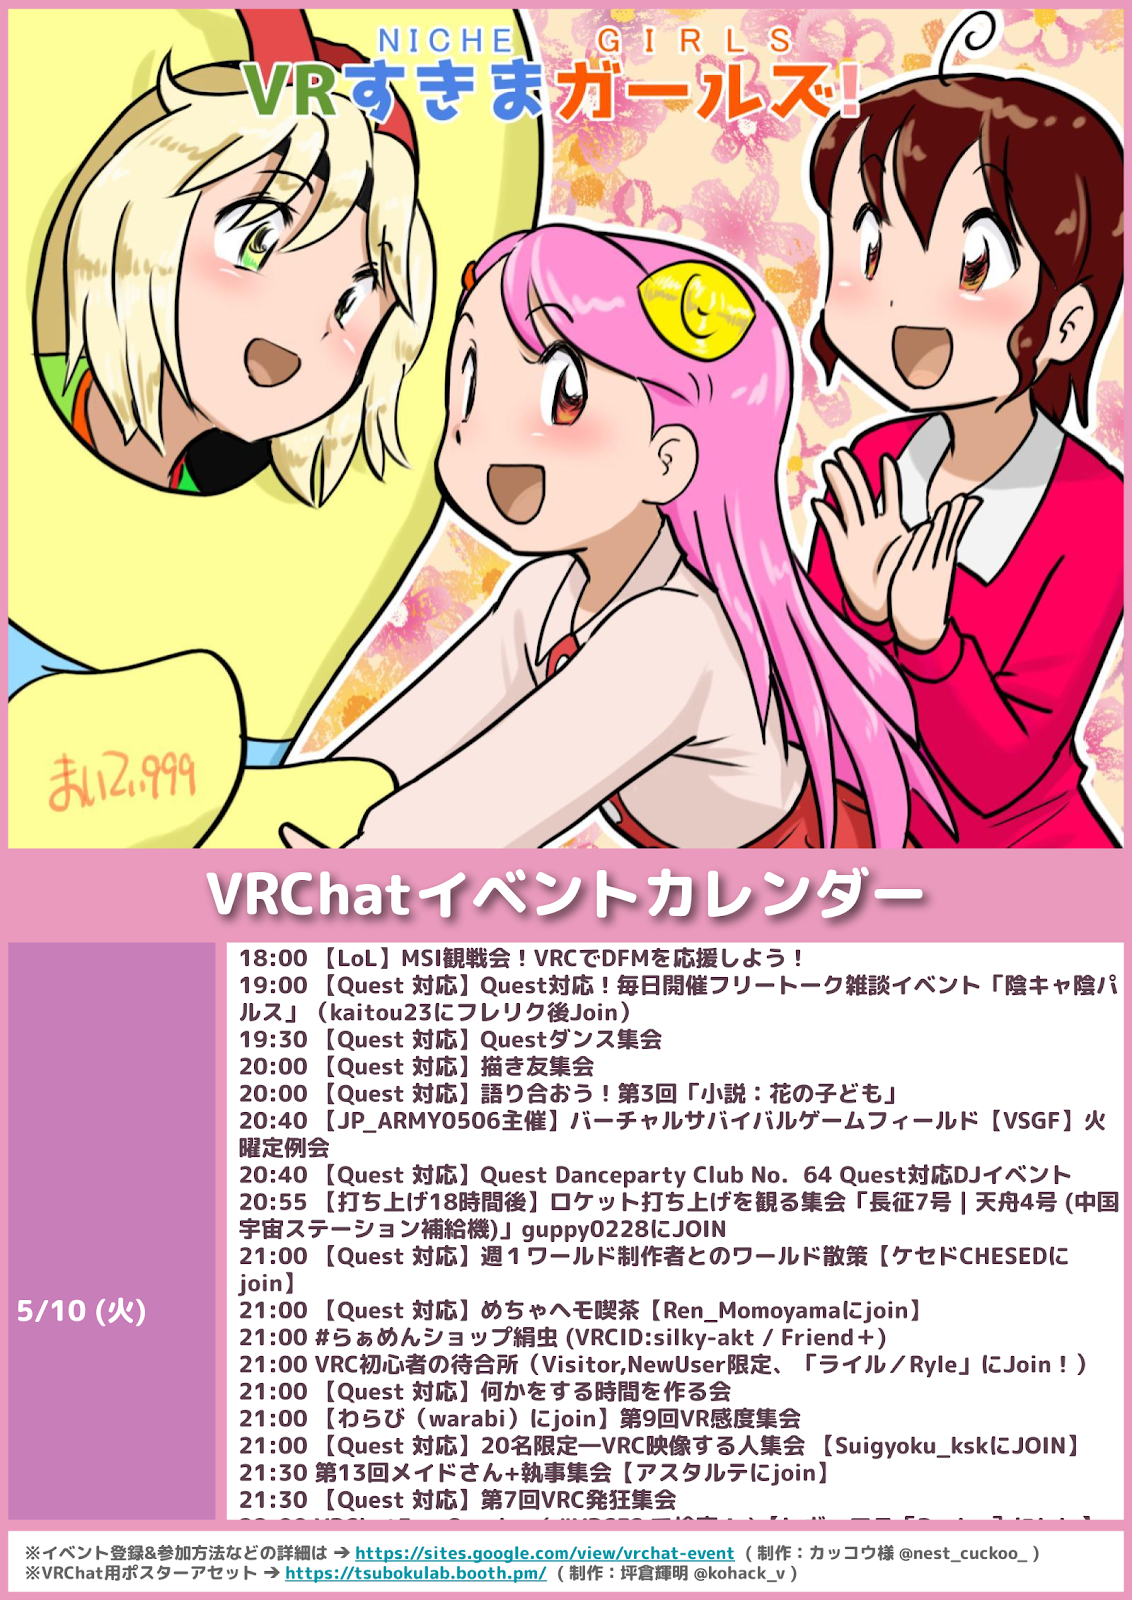 NICHE GIRLS
VRすきまガールズ!
まいてぃ999
VRChatイベントカレンダー
5/10 (火)
18:00 【LoL】MSI観戦会！VRCでDFMを応援しよう！
19:00 【Quest 対応】Quest対応！毎日開催フリートーク雑談イベント「陰キャ陰パ
ルス」（kaitou23にフレリク後Join）
19:30 【Quest 対応】Questダンス集会
20:00 【Quest 対応】描き友集会
20:00 【Quest 対応】語り合おう！第3回「小説：花の子ども」
20:40 【JP_ARMY0506主催】バーチャルサバイバルゲームフィールド【VSGF】火
曜定例会
20:40 【Quest 対応】Quest Danceparty Club No．64 Quest対応DJイベント
20:55 【打ち上げ18時間後】ロケット打ち上げを観る集会「長征7号 | 天舟4号 (中国
宇宙ステーション補給機)」guppy0228にJOIN
21:00 【Quest 対応】週１ワールド制作者とのワールド散策【ケセドCHESEDに
join】
21:00 【Quest 対応】めちゃヘモ喫茶【Ren_Momoyamaにjoin】
21:00 #らぁめんショップ絹虫 (VRCID:silky-akt / Friend＋)
21:00 VRC初心者の待合所（Visitor,NewUser限定、「ライル／Ryle」にJoin！）
21:00 【Quest 対応】何かをする時間を作る会
21:00 【わらび（warabi）にjoin】第9回VR感度集会
21:00 【Quest 対応】20名限定―VRC映像する人集会 【Suigyoku_kskにJOIN】
21:30 第13回メイドさん+執事集会【アスタルテにjoin】
21:30 【Quest 対応】第7回VRC発狂集会
※イベント登録&参加方法などの詳細は → https://sites.google.com/view/vrchat-event ( 制作：カッコウ様 @nest_cuckoo_ )
※VRChat用ポスターアセット → https://tsubokulab.booth.pm/ ( 制作：坪倉輝明 @kohack_v )